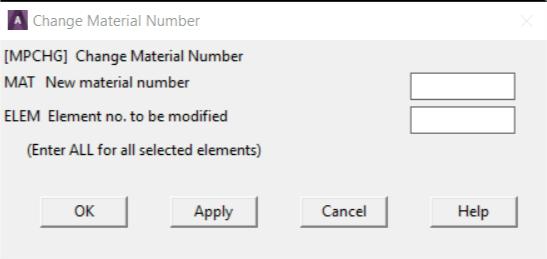 Change Material Number
[MPCHG] Change Material Number
MAT New material number
ELEM Element no. to be modified
(Enter ALL for all selected elements)
OK Apply Cancel Help